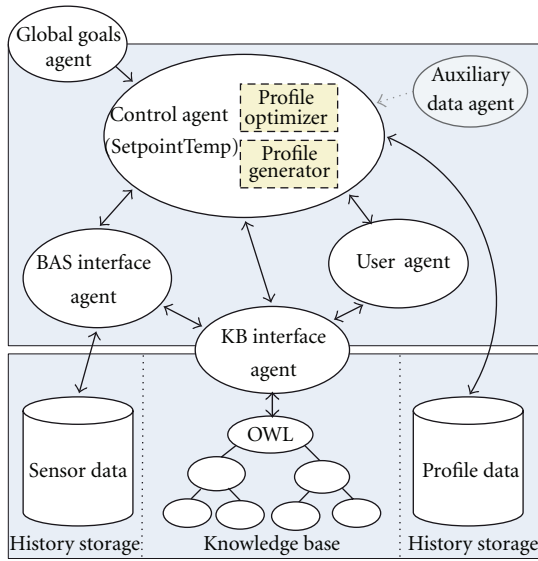 Global goals
agent
Auxiliary
data agent
Control agent
(SetpointTemp)
Profile
optimizer
Profile
generator
BAS interface
agent
User agent
KB interface
agent
OWL
Sensor data
Profile data
History storage
Knowledge base
History storage